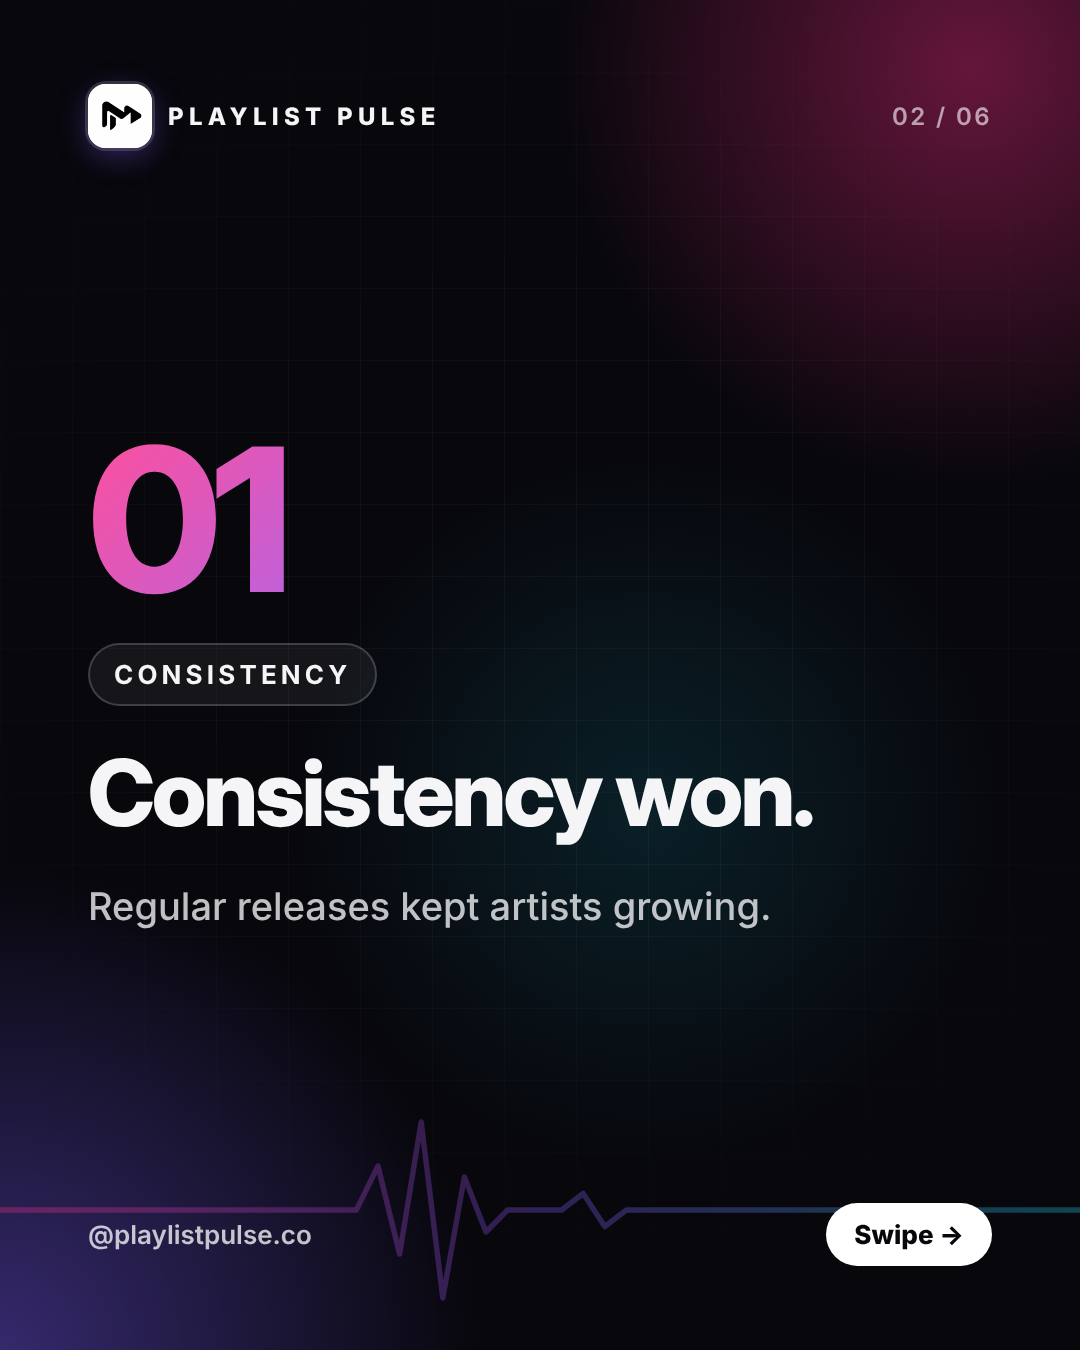 PLAYLIST PULSE
02 / 06
01
CONSISTENCY
Consistency won.
Regular releases kept artists growing.
@playlistpulse.co
Swipe →